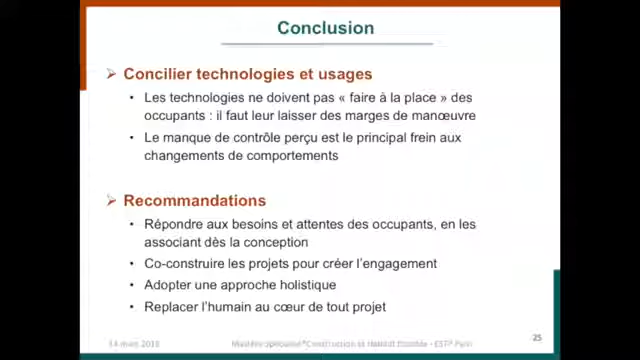 Conclusion
➢ Concilier technologies et usages
• Les technologies ne doivent pas « faire à la place » des
occupants : il faut leur laisser des marges de manœuvre
• Le manque de contrôle perçu est le principal frein aux
changements de comportements
➢ Recommandations
• Répondre aux besoins et attentes des occupants, en les
associant dès la conception
• Co-construire les projets pour créer l'engagement
• Adopter une approche holistique
• Replacer l'humain au cœur de tout projet
25
14 mars 2018
Mastère Spécialisé "Construction et Habitat Durable - ESTP Paris